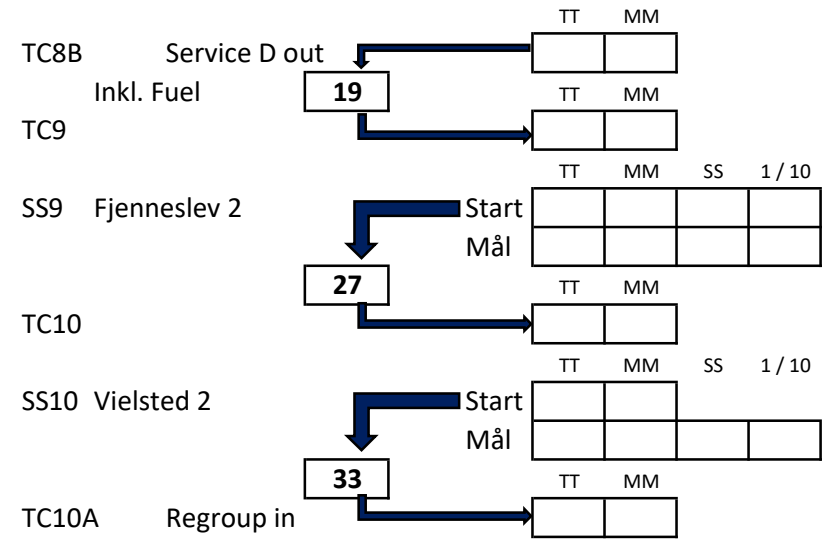 TT MM
TC8B Service D out
Inkl. Fuel 19 TT MM
TC9
TT MM SS 1 / 10
SS9 Fjenneslev 2 Start
Mål
27 TT MM
TC10
TT MM SS 1 / 10
SS10 Vielsted 2 Start
Mål
33 TT MM
TC10A Regroup in